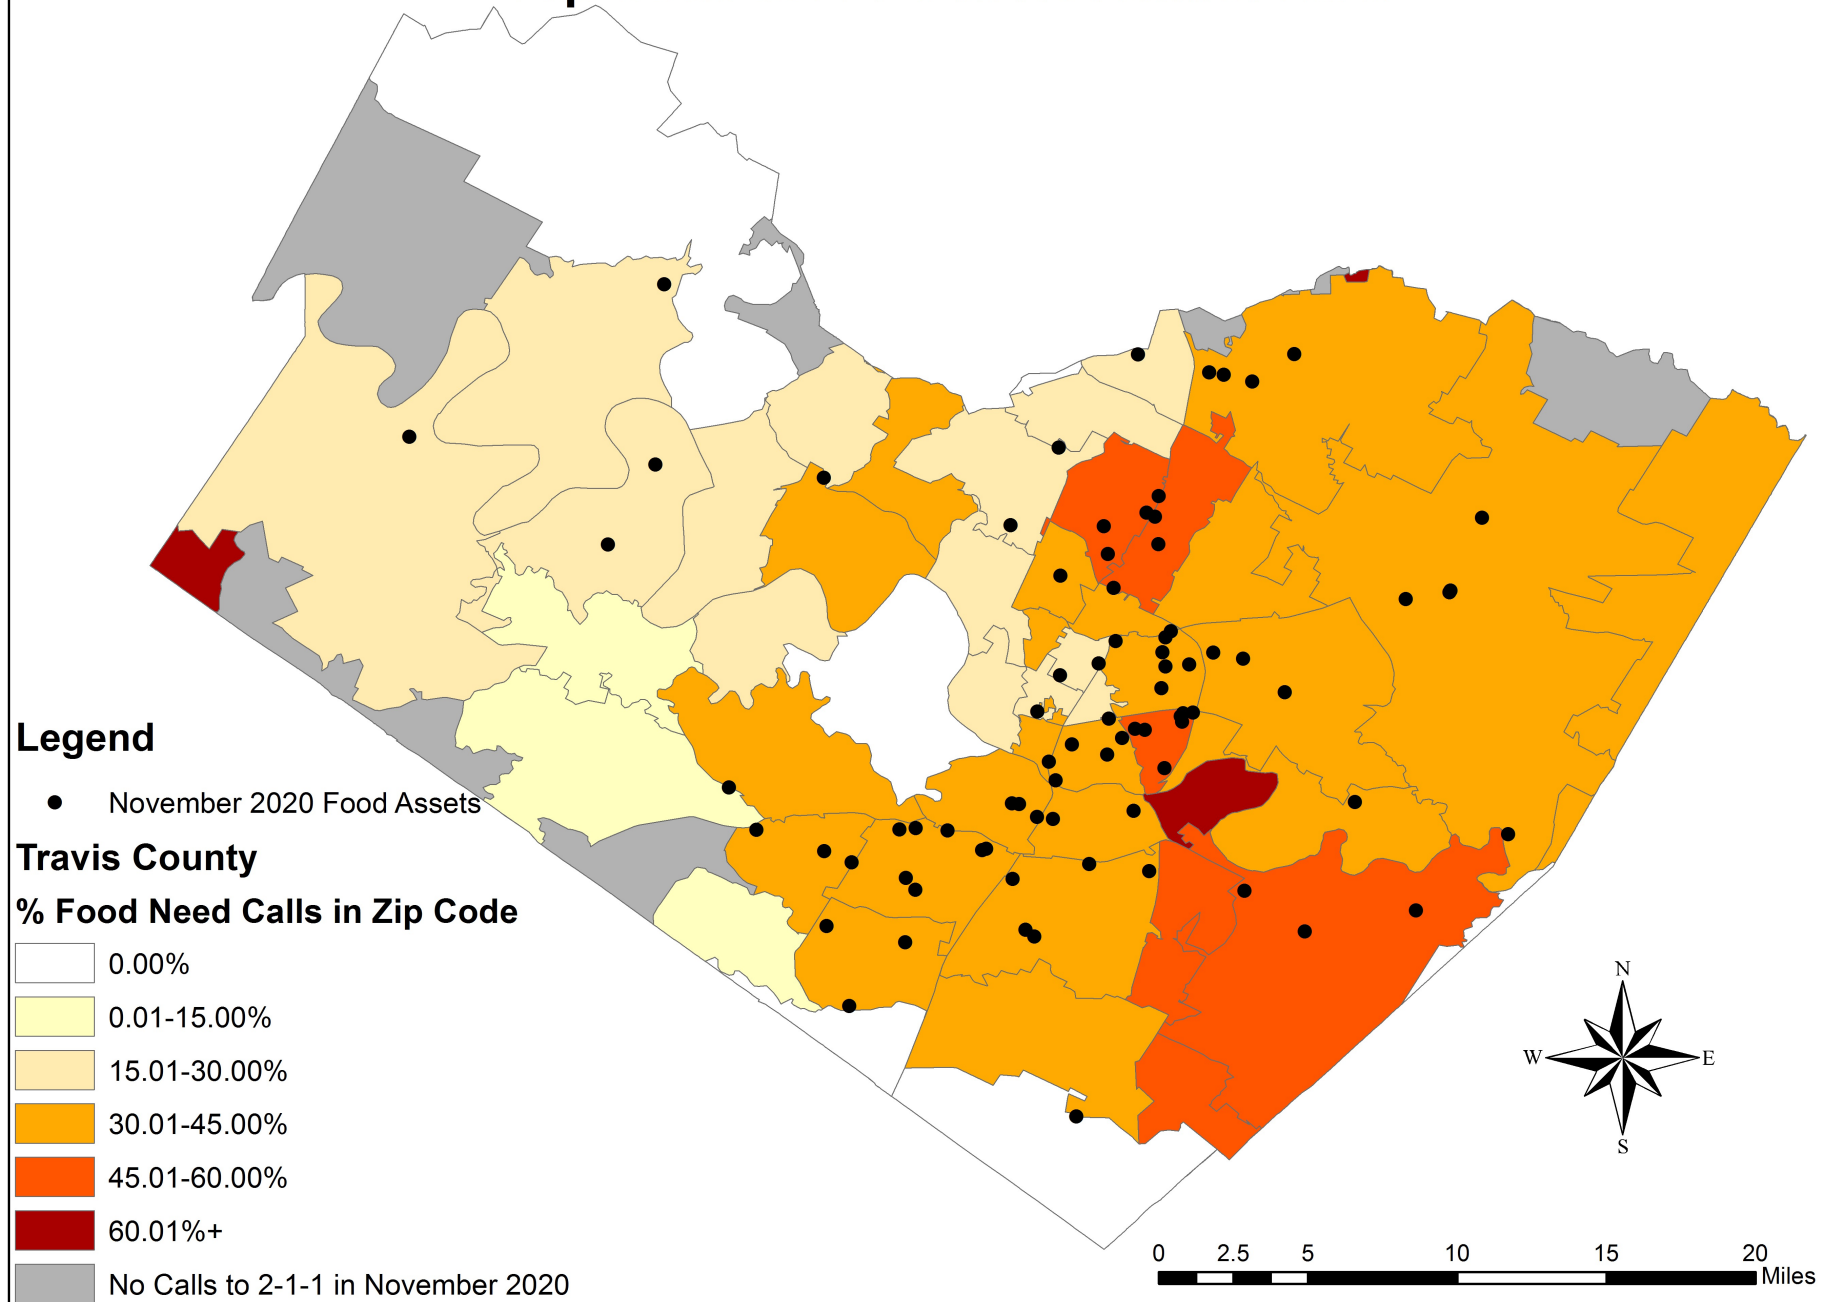 Legend
November 2020 Food Assets
Travis County
% Food Need Calls in Zip Code
0.00%
0.01-15.00%
15.01-30.00%
30.01-45.00%
45.01-60.00%
60.01%+
No Calls to 2-1-1 in November 2020
N
W E
S
0 2.5 5 10 15 20
Miles